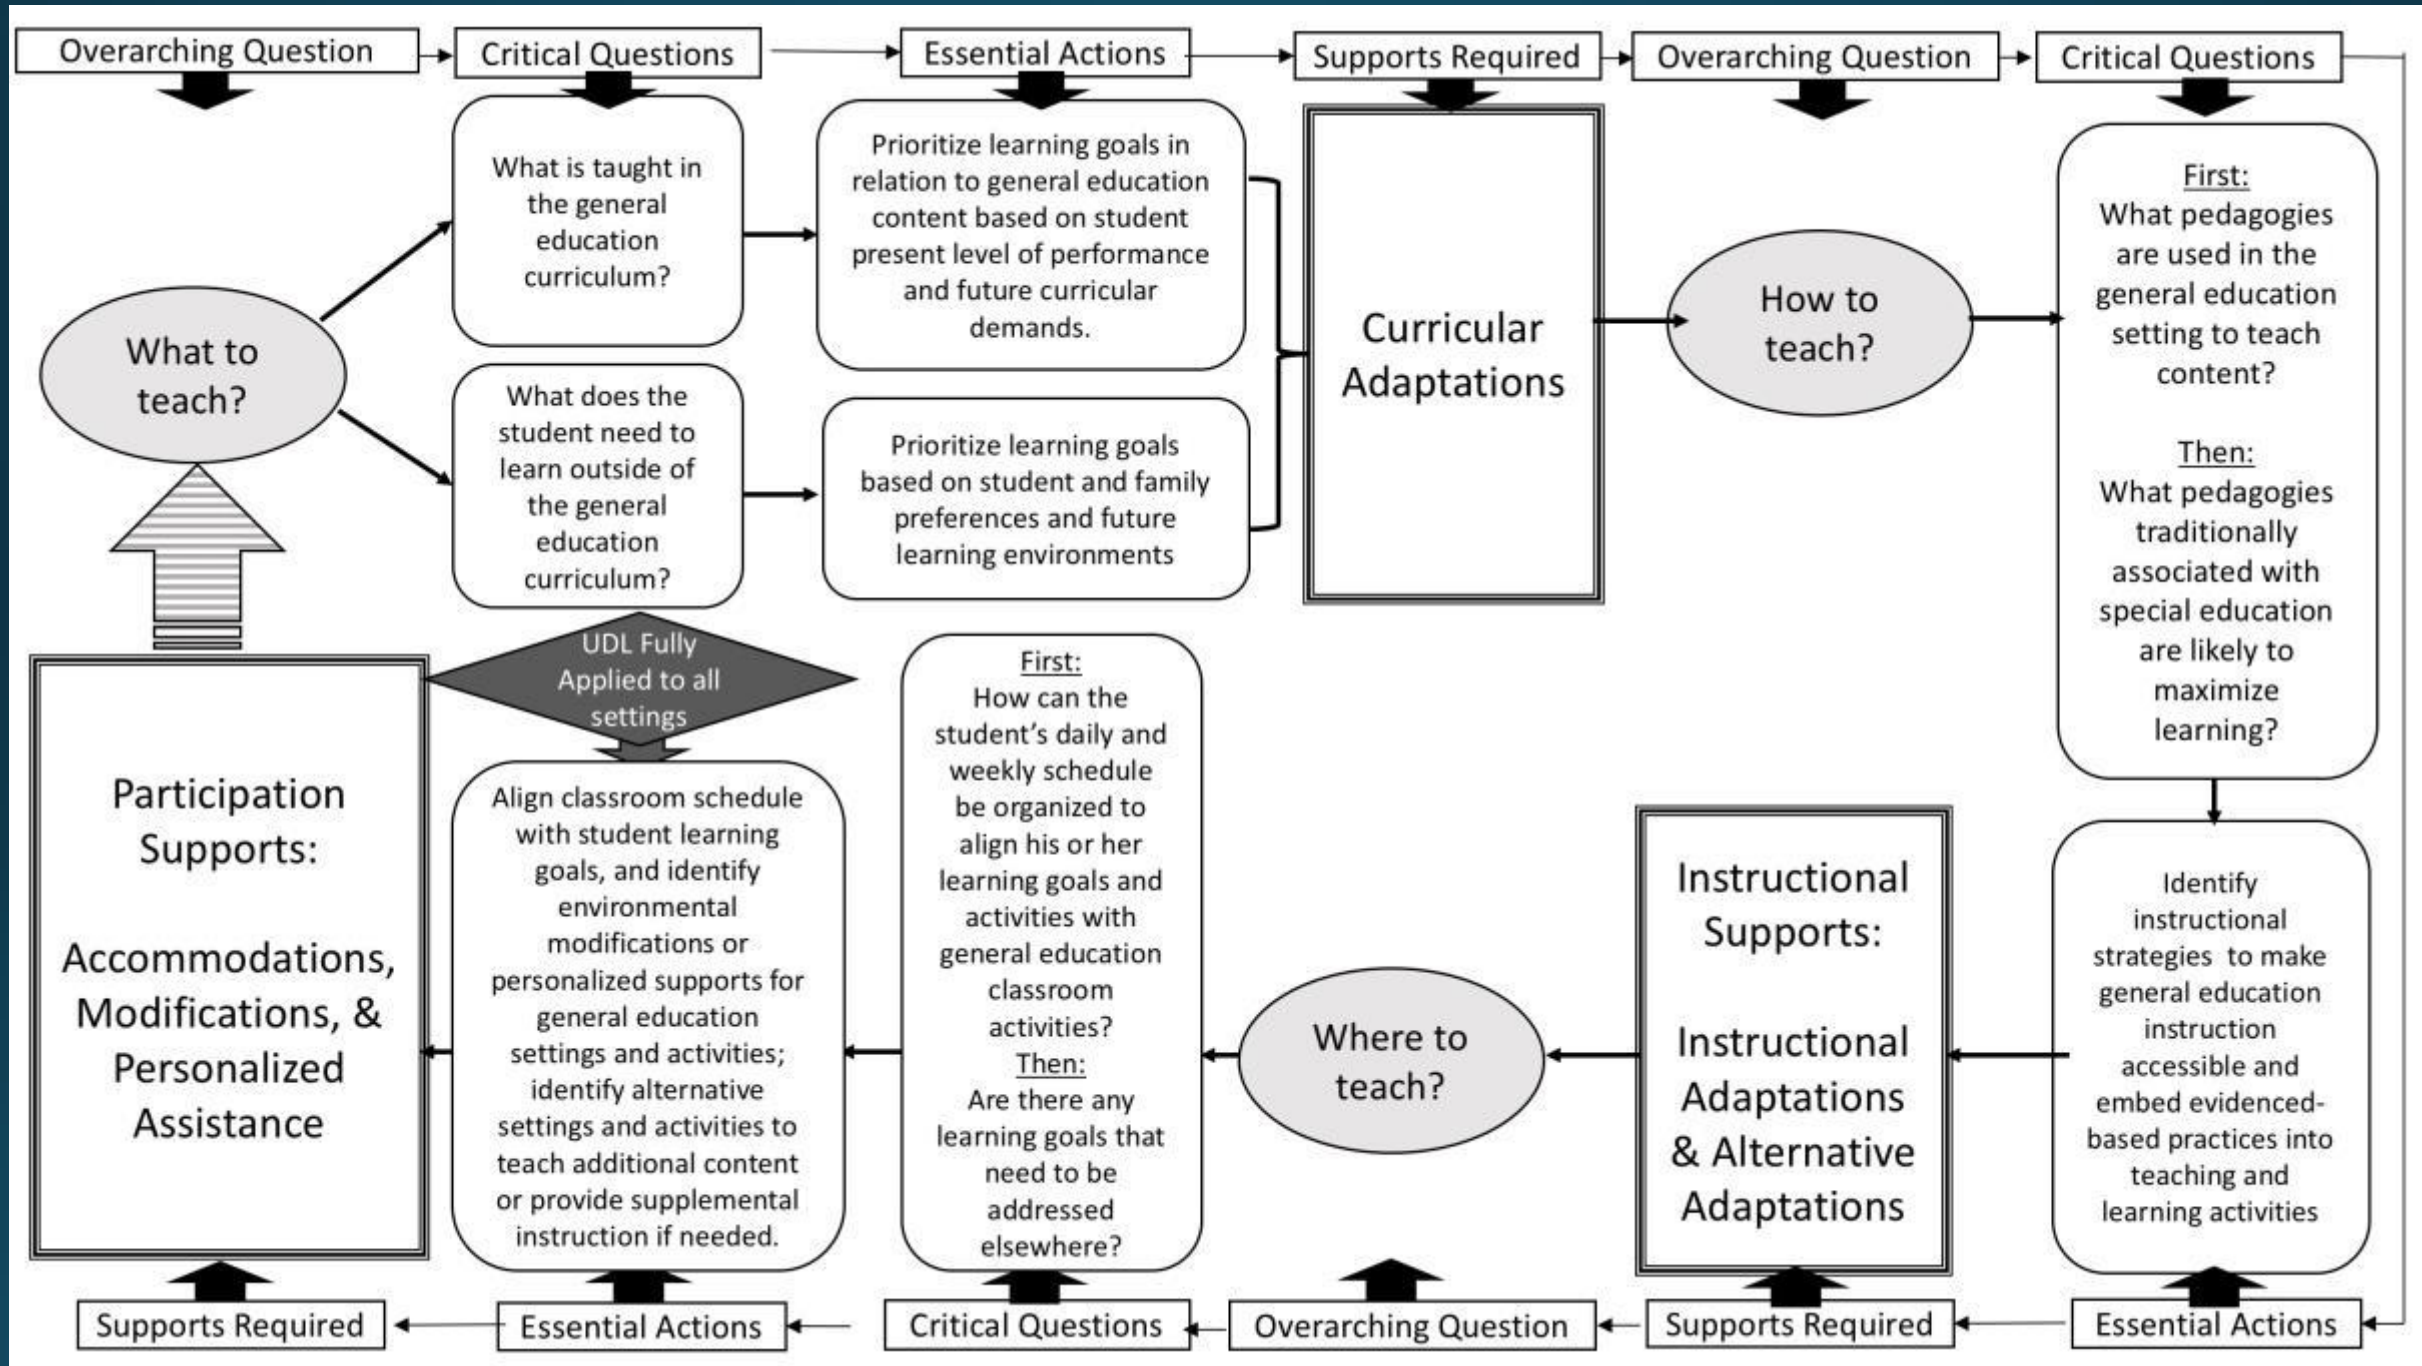 Overarching Question
Critical Questions
Essential Actions
Supports Required
Overarching Question
Critical Questions
What to
teach?
What is taught in
the general
education
curriculum?
What does the
student need to
learn outside of
the general
education
curriculum?
Prioritize learning goals in
relation to general education
content based on student
present level of performance
and future curricular
demands.
Prioritize learning goals
based on student and family
preferences and future
learning environments
Curricular
Adaptations
How to
teach?
First:
What pedagogies
are used in the
general education
setting to teach
content?
Then:
What pedagogies
traditionally
associated with
special education
are likely to
maximize
learning?
Identify
instructional
strategies to make
general education
instruction
accessible and
embed evidenced-
based practices into
teaching and
learning activities
Instructional
Supports:
Instructional
Adaptations
& Alternative
Adaptations
Where to
teach?
First:
How can the
student's daily and
weekly schedule
be organized to
align his or her
learning goals and
activities with
general education
classroom
activities?
Then:
Are there any
learning goals that
need to be
addressed
elsewhere?
UDL Fully
Applied to all
settings
Align classroom schedule
with student learning
goals, and identify
environmental
modifications or
personalized supports for
general education
settings and activities;
identify alternative
settings and activities to
teach additional content
or provide supplemental
instruction if needed.
Participation
Supports:
Accommodations,
Modifications, &
Personalized
Assistance
Supports Required
Essential Actions
Critical Questions
Overarching Question
Supports Required
Essential Actions